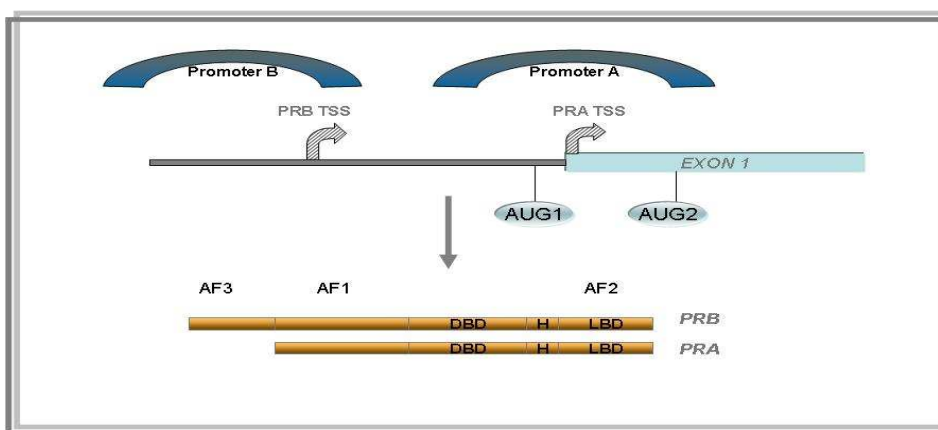 Promoter B Promoter A
PRB TSS PRA TSS
EXON 1
AUG1 AUG2
AF3 AF1 AF2
DBD H LBD PRB
DBD H LBD PRA